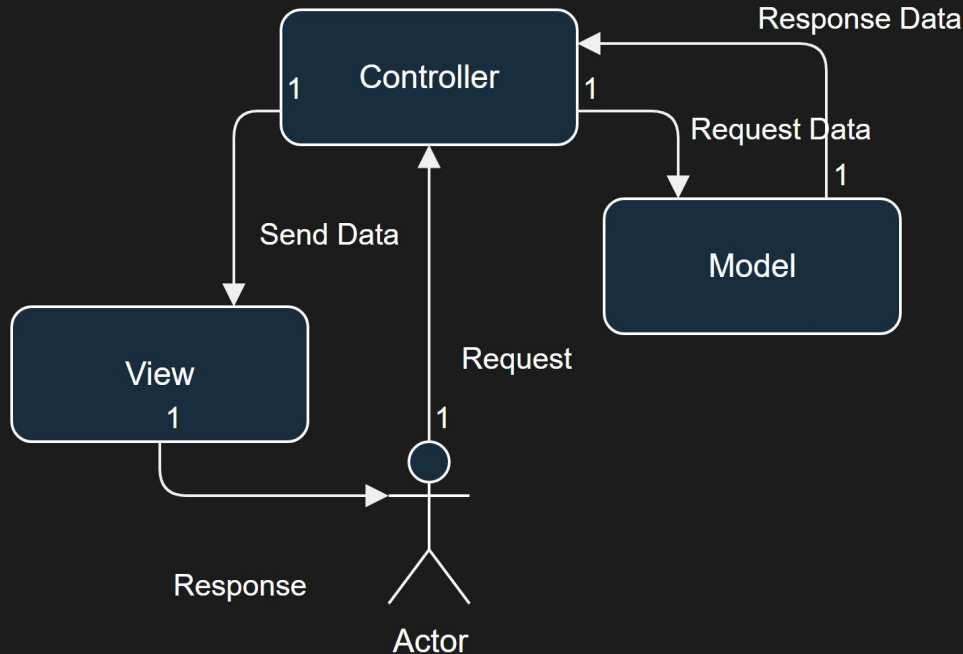 Response Data
Controller
1
1
Request Data
1
Send Data
Model
Request
View
1
1
Response
Actor